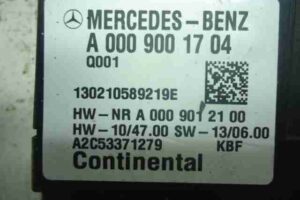 MERCEDES-BENZ
A 000 900 17 04
Q001
130210589219E
HW-NR A 000 901 21 00
HW-10/47.00 SW-13/06.00
A2C53371279 KBF
Continental